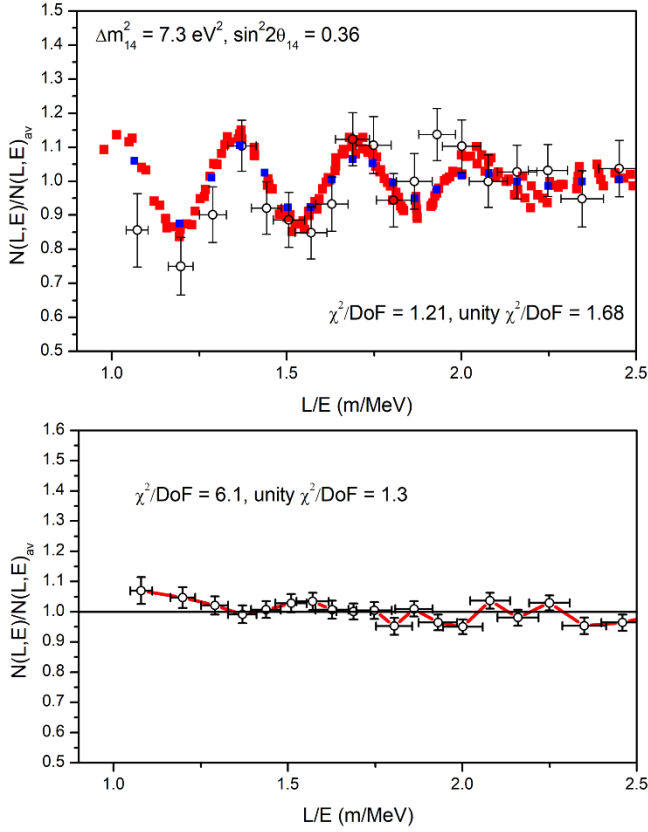 Δm²₁₄ = 7.3 eV², sin²2θ₁₄ = 0.36
1.5
1.4
1.3
1.2
1.1
1.0
0.9
0.8
0.7
0.6
0.5
N(L,E)/N(L,E)av
χ²/DoF = 1.21, unity χ²/DoF = 1.68
1.0 1.5 2.0 2.5
L/E (m/MeV)
1.6
1.5
1.4
1.3
1.2
1.1
1.0
0.9
0.8
0.7
0.6
0.5
N(L,E)/N(L,E)av
χ²/DoF = 6.1, unity χ²/DoF = 1.3
1.0 1.5 2.0 2.5
L/E (m/MeV)